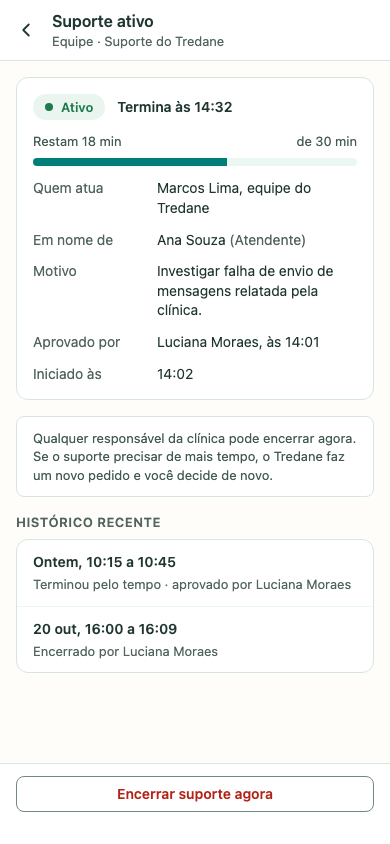 Suporte ativo
Equipe · Suporte do Tredane
Ativo
Termina às 14:32
Restam 18 min
de 30 min
Quem atua
Marcos Lima, equipe do
Tredane
Em nome de
Ana Souza (Atendente)
Motivo
Investigar falha de envio de
mensagens relatada pela
clínica.
Aprovado por
Luciana Moraes, às 14:01
Iniciado às
14:02
Qualquer responsável da clínica pode encerrar agora.
Se o suporte precisar de mais tempo, o Tredane faz
um novo pedido e você decide de novo.
HISTÓRICO RECENTE
Ontem, 10:15 a 10:45
Terminou pelo tempo · aprovado por Luciana Moraes
20 out, 16:00 a 16:09
Encerrado por Luciana Moraes
Encerrar suporte agora